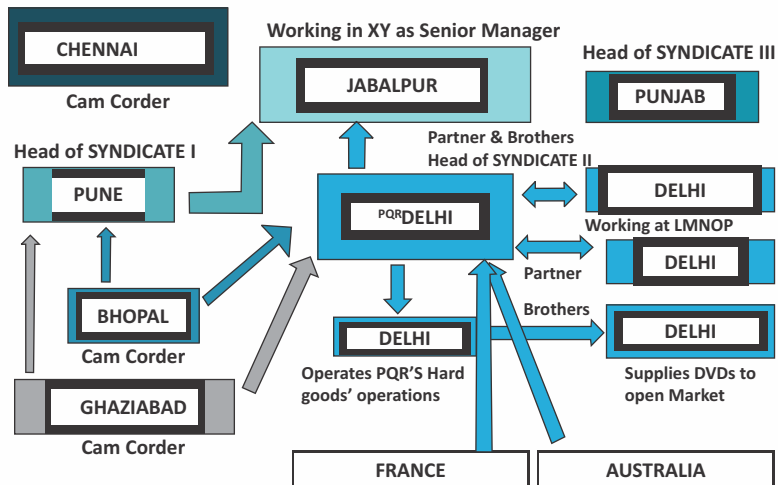 Working in XY as Senior Manager
CHENNAI
Cam Corder
JABALPUR
Head of SYNDICATE III
PUNJAB
Partner & Brothers
Head of SYNDICATE II
Head of SYNDICATE I
PUNE
PQRDELHI
DELHI
Working at LMNOP
DELHI
Partner
BHOPAL
Cam Corder
Brothers
DELHI
DELHI
Operates PQR'S Hard
goods' operations
Supplies DVDs to
open Market
GHAZIABAD
Cam Corder
FRANCE
AUSTRALIA